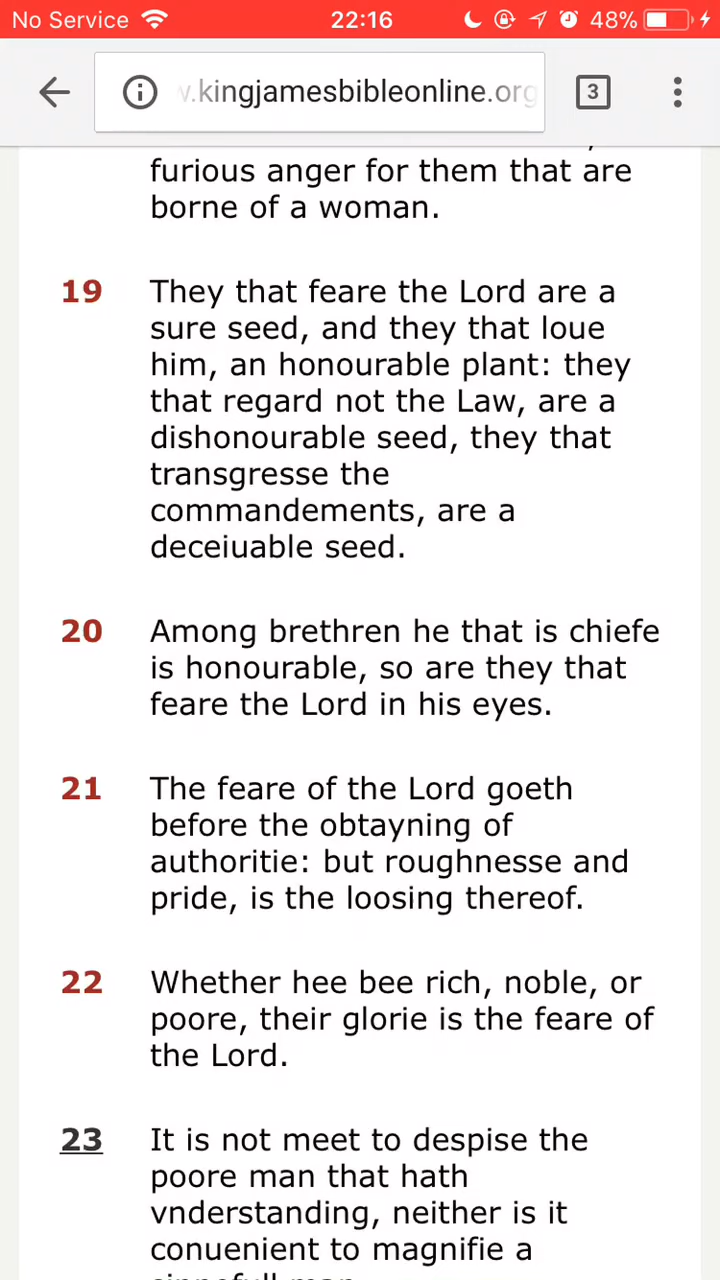 No Service 22:16 48%
.kingjamesbibleonline.org 3
furious anger for them that are
borne of a woman.
19 They that feare the Lord are a
sure seed, and they that loue
him, an honourable plant: they
that regard not the Law, are a
dishonourable seed, they that
transgresse the
commandements, are a
deceiuable seed.
20 Among brethren he that is chiefe
is honourable, so are they that
feare the Lord in his eyes.
21 The feare of the Lord goeth
before the obtayning of
authoritie: but roughnesse and
pride, is the loosing thereof.
22 Whether hee bee rich, noble, or
poore, their glorie is the feare of
the Lord.
23 It is not meet to despise the
poore man that hath
vnderstanding, neither is it
conuenient to magnifie a